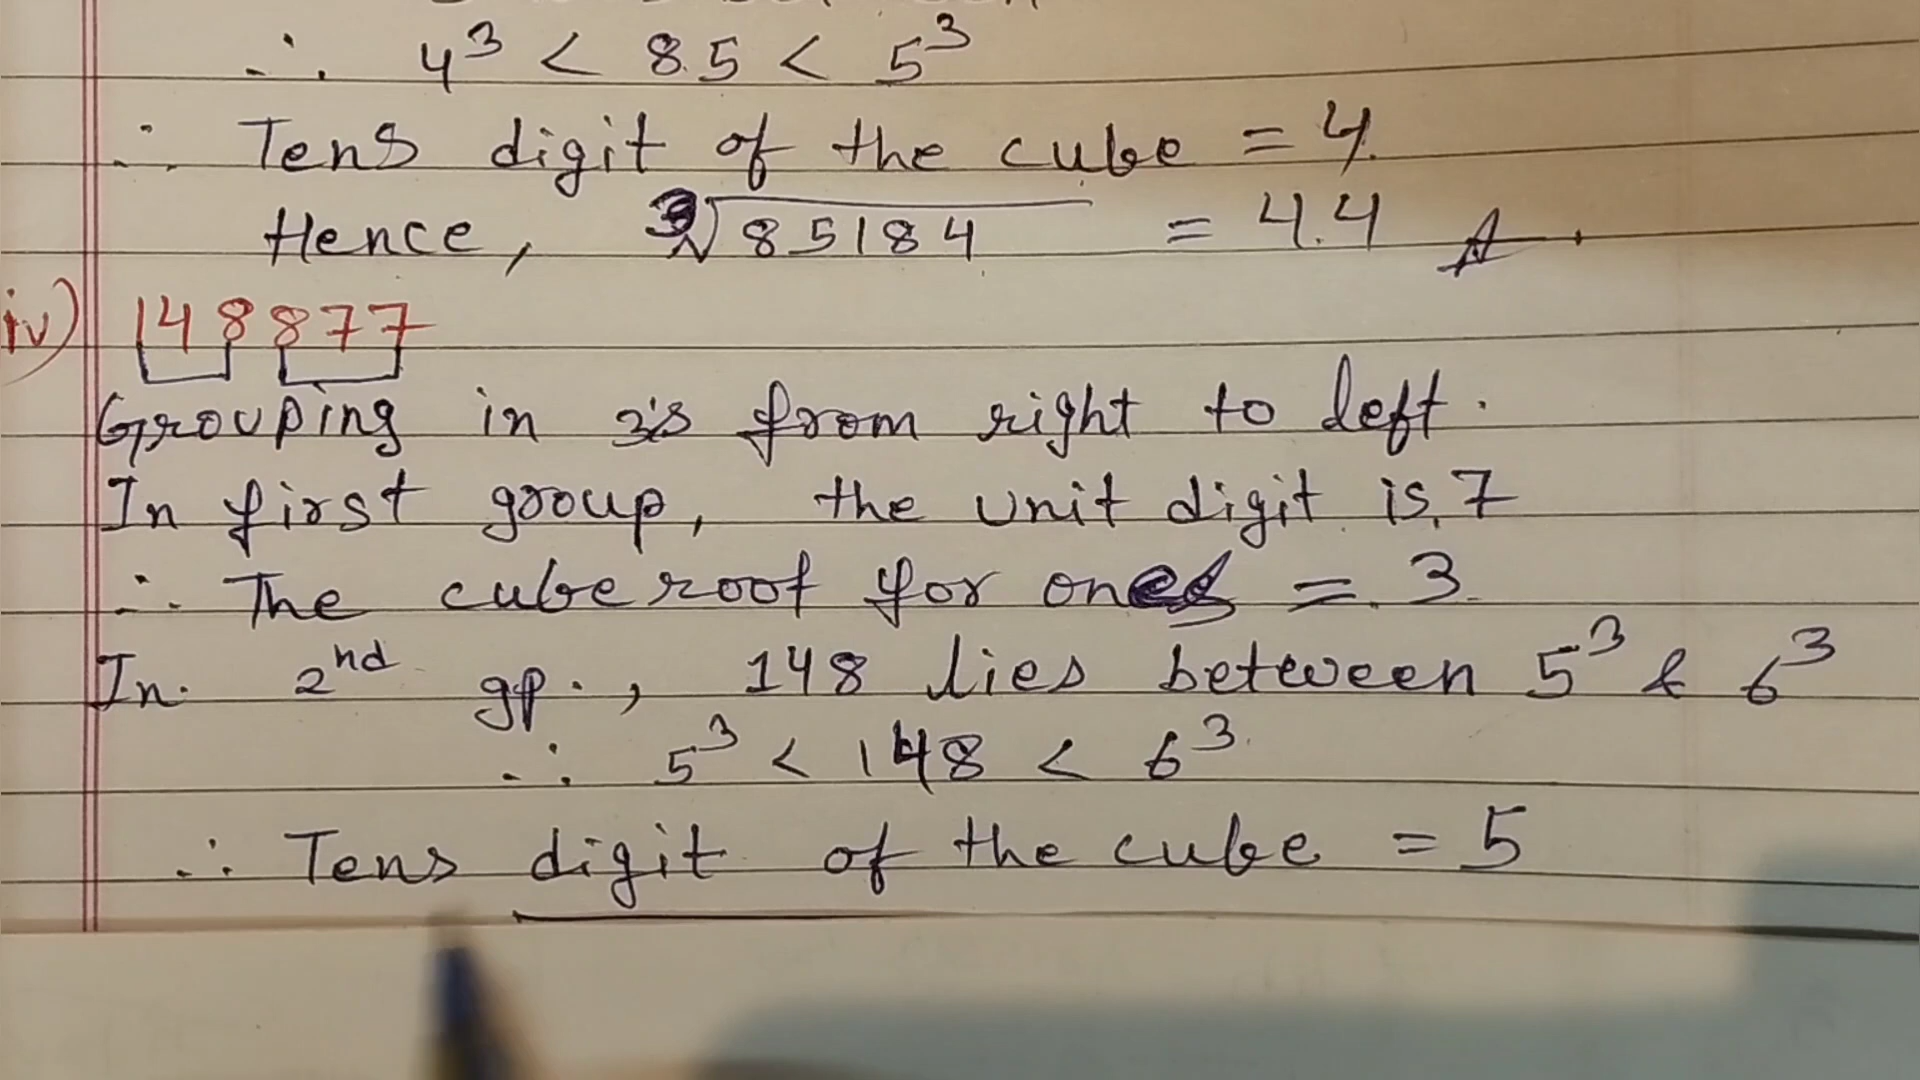 ∴ 4³ < 85 < 5³
∴ Tens digit of the cube = 4.
Hence, ∛85184 = 44
iv) 148877
Grouping in 3's from right to left.
In first group, the unit digit is 7
∴ The cube root for ones = 3
In 2nd gp., 148 lies between 5³ & 6³
∴ 5³ < 148 < 6³
∴ Tens digit of the cube = 5